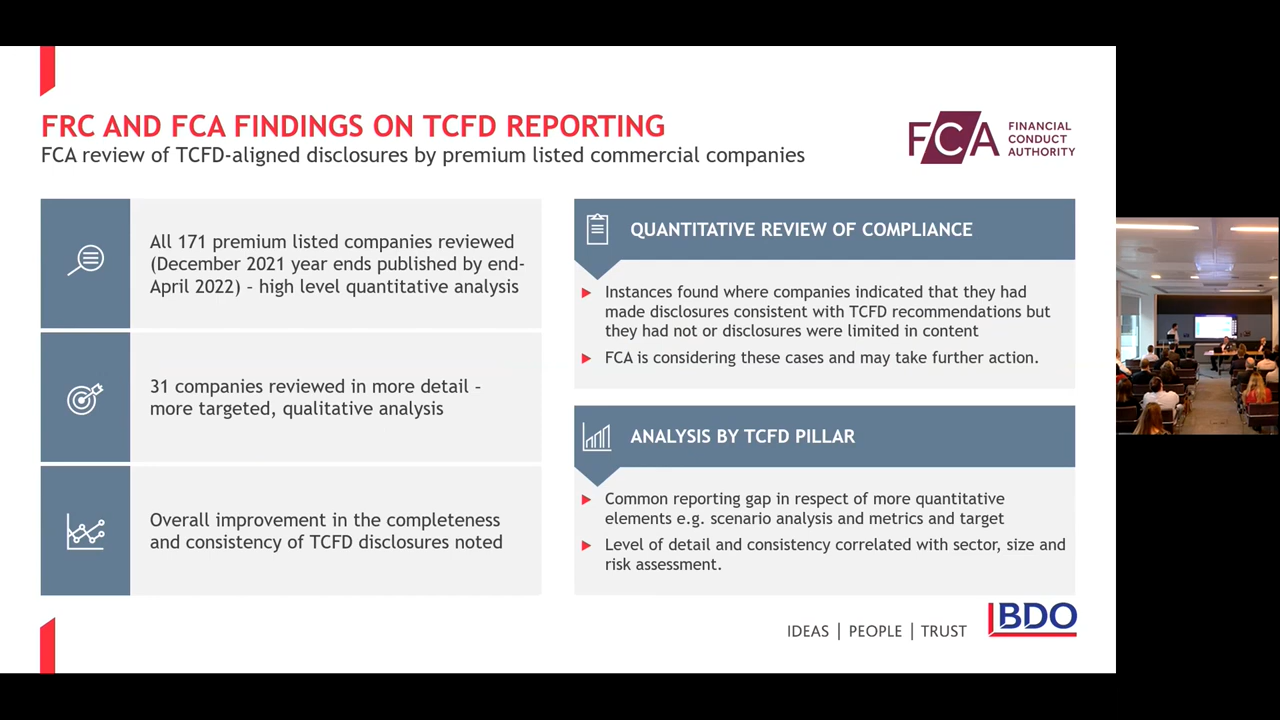 FRC AND FCA FINDINGS ON TCFD REPORTING
FCA review of TCFD-aligned disclosures by premium listed commercial companies
FCA FINANCIAL
CONDUCT
AUTHORITY
All 171 premium listed companies reviewed
(December 2021 year ends published by end-
April 2022) – high level quantitative analysis
31 companies reviewed in more detail –
more targeted, qualitative analysis
Overall improvement in the completeness
and consistency of TCFD disclosures noted
QUANTITATIVE REVIEW OF COMPLIANCE
Instances found where companies indicated that they had
made disclosures consistent with TCFD recommendations but
they had not or disclosures were limited in content
FCA is considering these cases and may take further action.
ANALYSIS BY TCFD PILLAR
Common reporting gap in respect of more quantitative
elements e.g. scenario analysis and metrics and target
Level of detail and consistency correlated with sector, size and
risk assessment.
IDEAS | PEOPLE | TRUST
BDO